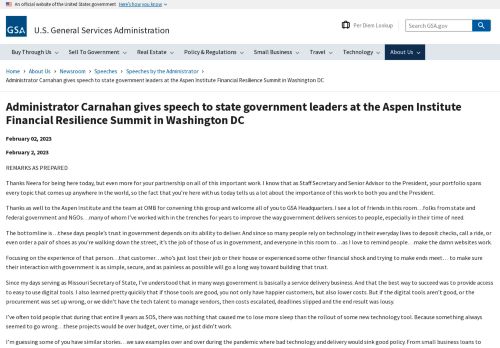 An official website of the United States government Here's how you know
GSA U.S. General Services Administration
Per Diem Lookup
Search GSA.gov
Buy Through Us Sell To Government Real Estate Policy & Regulations Small Business Travel Technology About Us
Home › About Us › Newsroom › Speeches › Speeches by the Administrator ›
Administrator Carnahan gives speech to state government leaders at the Aspen Institute Financial Resilience Summit in Washington DC
Administrator Carnahan gives speech to state government leaders at the Aspen Institute
Financial Resilience Summit in Washington DC
February 02, 2023
February 2, 2023
REMARKS AS PREPARED
Thanks Neera for being here today, but even more for your partnership on all of this important work. I know that as Staff Secretary and Senior Advisor to the President, your portfolio spans
every topic that comes up anywhere in the world, so the fact that you're here with us today tells us a lot about the importance of this work to both you and the President.
Thanks as well to the Aspen Institute and the team at OMB for convening this group and welcome all of you to GSA Headquarters. I see a lot of friends in this room…folks from state and
federal government and NGOs…many of whom I've worked with in the trenches for years to improve the way government delivers services to people, especially in their time of need.
The bottomline is…these days people's trust in government depends on its ability to deliver. And since so many people rely on technology in their everyday lives to deposit checks, call a ride, or
even order a pair of shoes as you're walking down the street, it's the job of those of us in government, and everyone in this room to…as I love to remind people…make the damn websites work.
Focusing on the experience of that person…that customer…who's just lost their job or their house or experienced some other financial shock and trying to make ends meet… to make sure
their interaction with government is as simple, secure, and as painless as possible will go a long way toward building that trust.
Since my days serving as Missouri Secretary of State, I've understood that in many ways government is basically a service delivery business. And that the best way to succeed was to provide access
to easy to use digital tools. I also learned pretty quickly that if those tools are good, you not only have happier customers, but also lower costs. But if the digital tools aren't good, or the
procurement was set up wrong, or we didn't have the tech talent to manage vendors, then costs escalated, deadlines slipped and the end result was lousy.
I've often told people that during that entire 8 years as SOS, there was nothing that caused me to lose more sleep than the rollout of some new technology tool. Because something always
seemed to go wrong…these projects would be over budget, over time, or just didn't work.
I'm guessing some of you have similar stories…we saw examples over and over during the pandemic where bad technology and delivery would sink good policy. From small business loans to